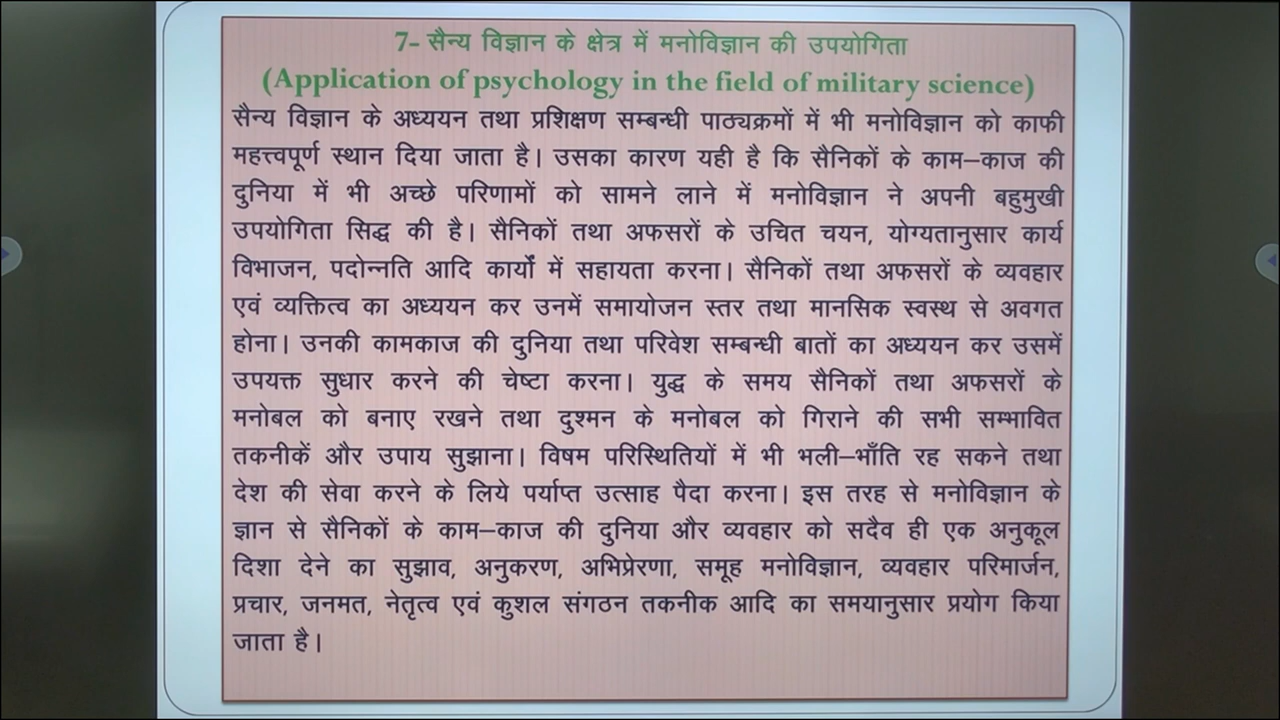 7- सैन्य विज्ञान के क्षेत्र में मनोविज्ञान की उपयोगिता
(Application of psychology in the field of military science)
सैन्य विज्ञान के अध्ययन तथा प्रशिक्षण सम्बन्धी पाठ्यक्रमों में भी मनोविज्ञान को काफी
महत्त्वपूर्ण स्थान दिया जाता है। उसका कारण यही है कि सैनिकों के काम–काज की
दुनिया में भी अच्छे परिणामों को सामने लाने में मनोविज्ञान ने अपनी बहुमुखी
उपयोगिता सिद्ध की है। सैनिकों तथा अफसरों के उचित चयन, योग्यतानुसार कार्य
विभाजन, पदोन्नति आदि कार्यों में सहायता करना। सैनिकों तथा अफसरों के व्यवहार
एवं व्यक्तित्व का अध्ययन कर उनमें समायोजन स्तर तथा मानसिक स्वस्थ से अवगत
होना। उनकी कामकाज की दुनिया तथा परिवेश सम्बन्धी बातों का अध्ययन कर उसमें
उपयक्त सुधार करने की चेष्टा करना। युद्ध के समय सैनिकों तथा अफसरों के
मनोबल को बनाए रखने तथा दुश्मन के मनोबल को गिराने की सभी सम्भावित
तकनीकें और उपाय सुझाना। विषम परिस्थितियों में भी भली–भाँति रह सकने तथा
देश की सेवा करने के लिये पर्याप्त उत्साह पैदा करना। इस तरह से मनोविज्ञान के
ज्ञान से सैनिकों के काम–काज की दुनिया और व्यवहार को सदैव ही एक अनुकूल
दिशा देने का सुझाव, अनुकरण, अभिप्रेरणा, समूह मनोविज्ञान, व्यवहार परिमार्जन,
प्रचार, जनमत, नेतृत्व एवं कुशल संगठन तकनीक आदि का समयानुसार प्रयोग किया
जाता है।